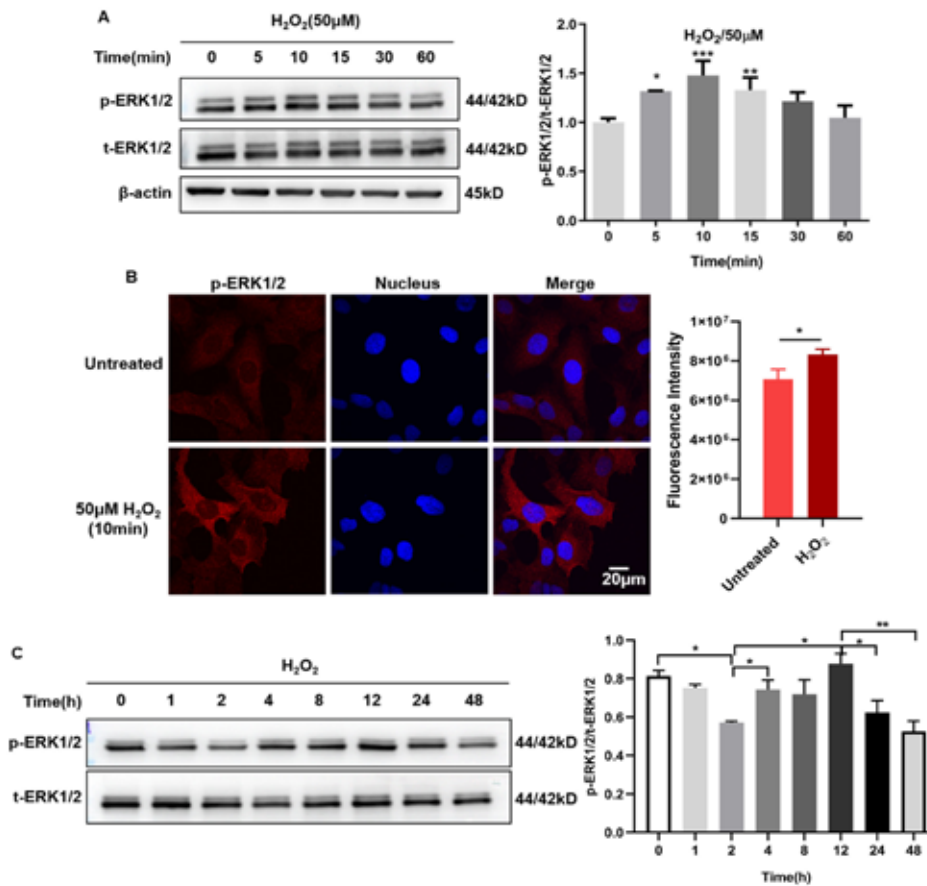 A
H₂O₂(50μM)
Time(min) 0 5 10 15 30 60
p-ERK1/2 44/42kD
t-ERK1/2 44/42kD
β-actin 45kD
H₂O₂/50μM
p-ERK1/2/t-ERK1/2
2.0
1.5
1.0
0.5
0.0
* *** **
0 5 10 15 30 60
Time(min)
B
p-ERK1/2 Nucleus Merge
Untreated
50μM H₂O₂
(10min)
20μm
Fluorescence Intensity
1×10⁷
8×10⁶
6×10⁶
4×10⁶
2×10⁶
0
*
Untreated
H₂O₂
C
H₂O₂
Time(h) 0 1 2 4 8 12 24 48
p-ERK1/2 44/42kD
t-ERK1/2 44/42kD
p-ERK1/2/t-ERK1/2
1.0
0.8
0.6
0.4
0.2
0.0
* * * * **
0 1 2 4 8 12 24 48
Time(h)